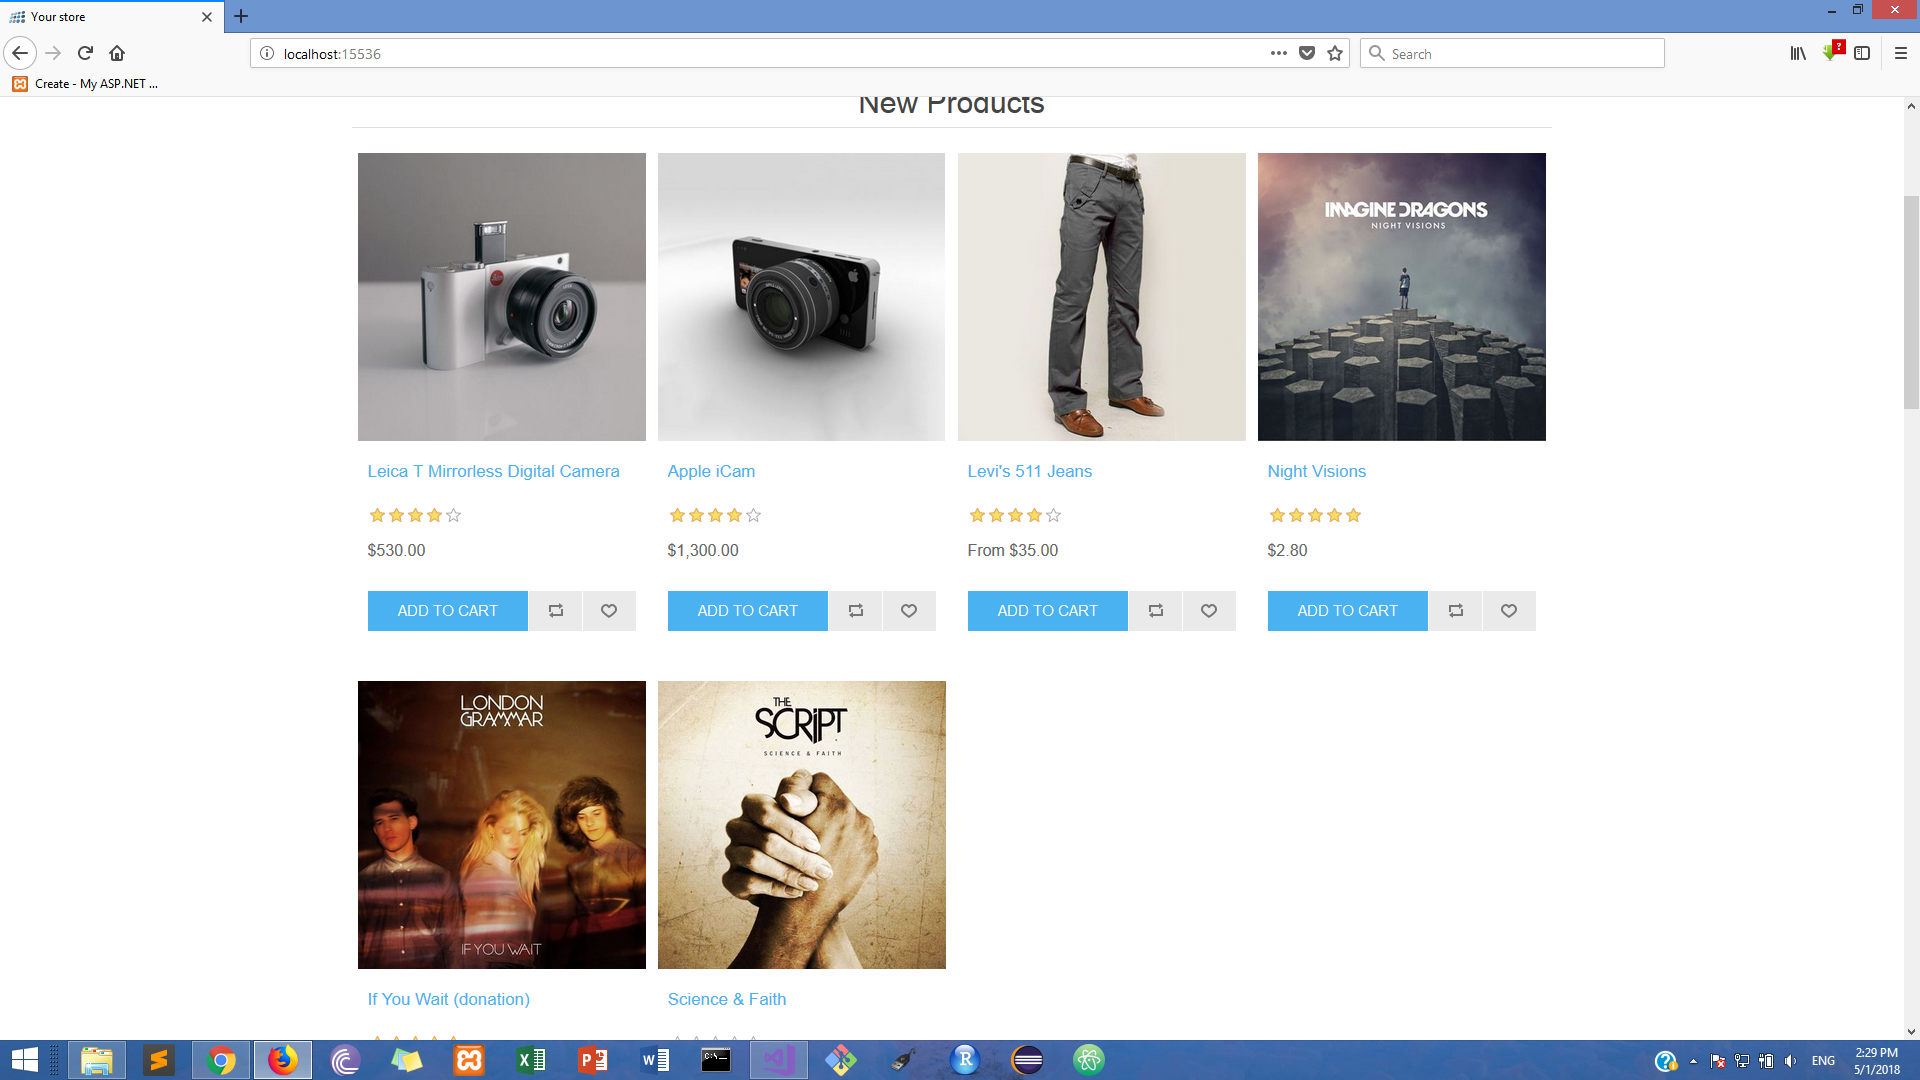 Your store
localhost:15536
Search
Create - My ASP.NET ...
New Products
IMAGINE DRAGONS
NIGHT VISIONS
Leica T Mirrorless Digital Camera
Apple iCam
Levi's 511 Jeans
Night Visions
$530.00
$1,300.00
From $35.00
$2.80
ADD TO CART
ADD TO CART
ADD TO CART
ADD TO CART
LONDON
GRAMMAR
IF YOU WAIT
THE
SCRIPT
SCIENCE & FAITH
If You Wait (donation)
Science & Faith
ENG
2:29 PM
5/1/2018